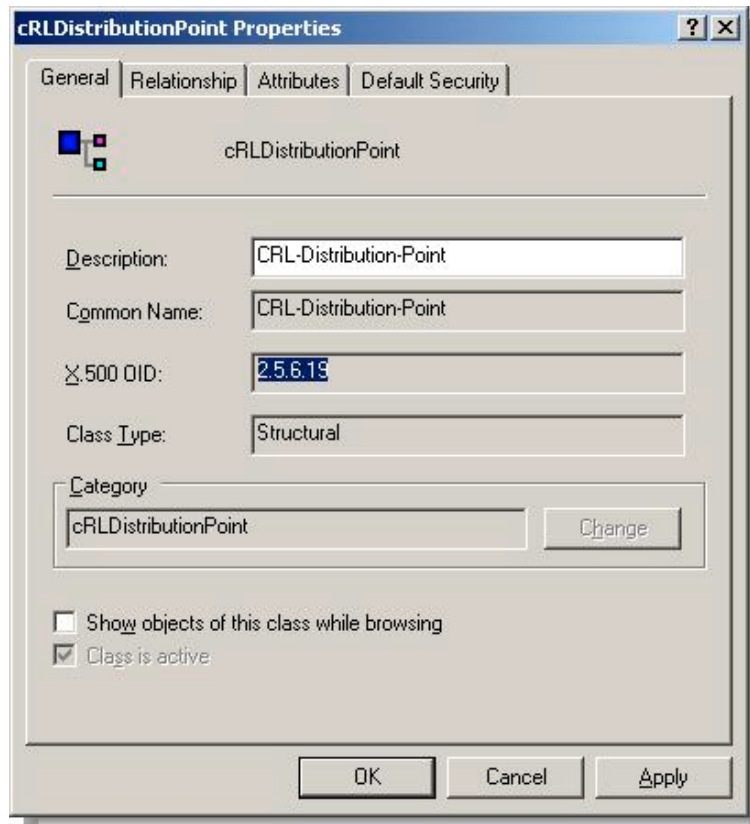 cRLDistributionPoint Properties
General Relationship Attributes Default Security
cRLDistributionPoint
Description: CRL-Distribution-Point
Common Name: CRL-Distribution-Point
X.500 OID: 2.5.6.19
Class Type: Structural
Category
cRLDistributionPoint Change
Show objects of this class while browsing
Class is active
OK Cancel Apply